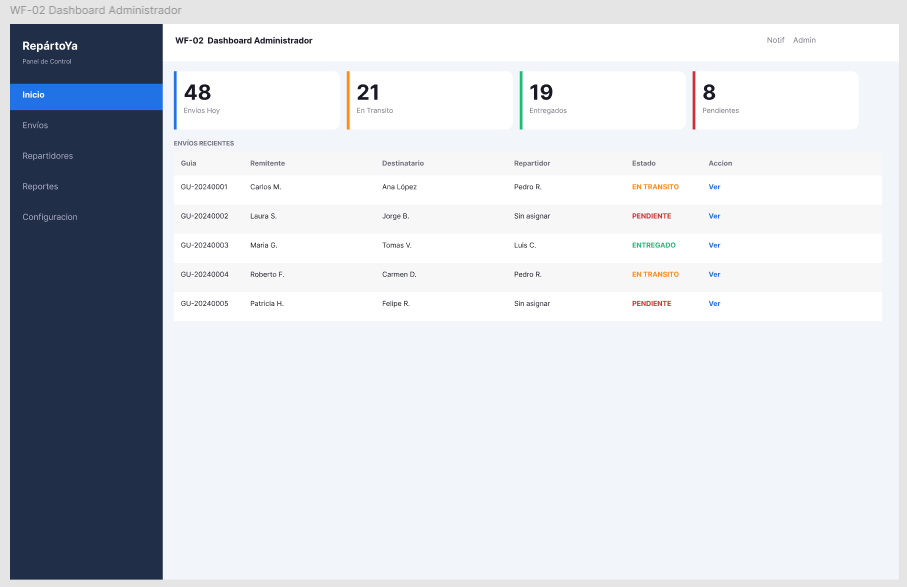 WF-02 Dashboard Administrador
RepártoYa
Panel de Control
Inicio
Envíos
Repartidores
Reportes
Configuracion
WF-02 Dashboard Administrador
Notif Admin
48
Envios Hoy
21
En Transito
19
Entregados
8
Pendientes
ENVÍOS RECIENTES
Guia Remitente Destinatario Repartidor Estado Accion
GU-20240001 Carlos M. Ana López Pedro R. EN TRANSITO Ver
GU-20240002 Laura S. Jorge B. Sin asignar PENDIENTE Ver
GU-20240003 Maria G. Tomas V. Luis C. ENTREGADO Ver
GU-20240004 Roberto F. Carmen D. Pedro R. EN TRANSITO Ver
GU-20240005 Patricia H. Felipe R. Sin asignar PENDIENTE Ver